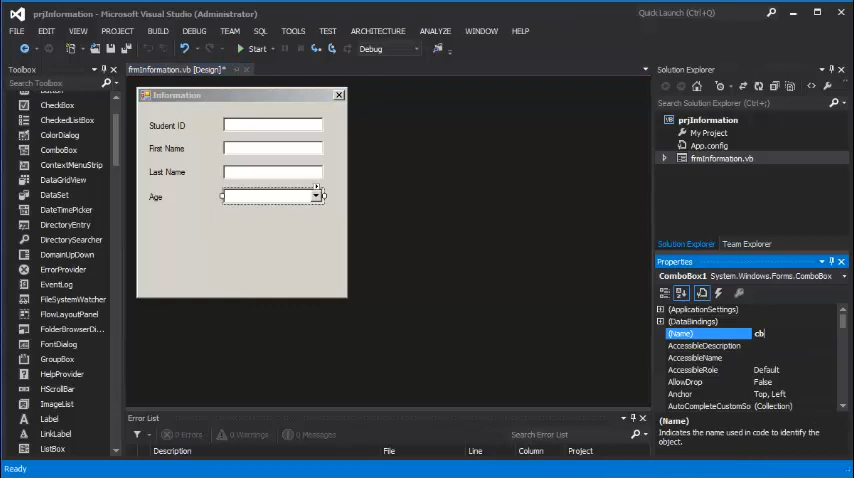 prjInformation - Microsoft Visual Studio (Administrator)
Quick Launch (Ctrl+Q)
FILE EDIT VIEW PROJECT BUILD DEBUG TEAM SQL TOOLS TEST ARCHITECTURE ANALYZE WINDOW HELP
Start Debug
Toolbox
Search Toolbox
CheckBox
CheckedListBox
ColorDialog
ComboBox
ContextMenuStrip
DataGridView
DataSet
DateTimePicker
DirectoryEntry
DirectorySearcher
DomainUpDown
ErrorProvider
EventLog
FileSystemWatcher
FlowLayoutPanel
FolderBrowserDi...
FontDialog
GroupBox
HelpProvider
HScrollBar
ImageList
Label
LinkLabel
ListBox
frmInformation.vb [Design]*
Information
Student ID
First Name
Last Name
Age
Error List
0 Errors 0 Warnings 0 Messages
Search Error List
Description File Line Column Project
Solution Explorer
Search Solution Explorer (Ctrl+;)
prjInformation
My Project
App.config
frmInformation.vb
Solution Explorer Team Explorer
Properties
ComboBox1 System.Windows.Forms.ComboBox
(ApplicationSettings)
(DataBindings)
(Name) cb
AccessibleDescription
AccessibleName
AccessibleRole Default
AllowDrop False
Anchor Top, Left
AutoCompleteCustomSo (Collection)
(Name)
Indicates the name used in code to identify the
object.
Ready